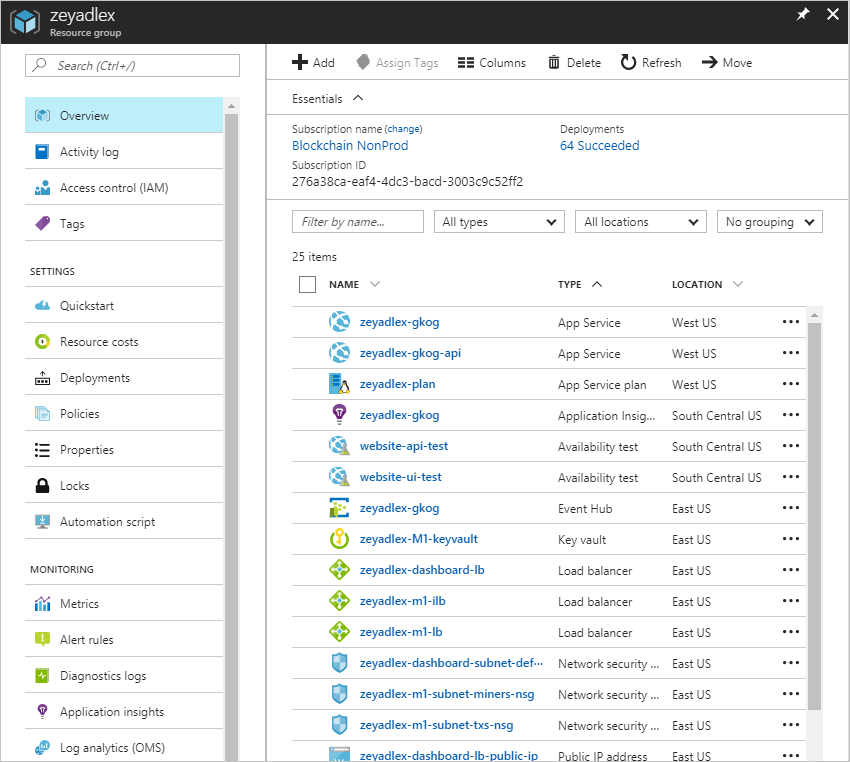 zeyadlex
Resource group
Search (Ctrl+/)
Overview
Activity log
Access control (IAM)
Tags
SETTINGS
Quickstart
Resource costs
Deployments
Policies
Properties
Locks
Automation script
MONITORING
Metrics
Alert rules
Diagnostics logs
Application insights
Log analytics (OMS)
Add Assign Tags Columns Delete Refresh Move
Essentials
Subscription name (change) Deployments
Blockchain NonProd 64 Succeeded
Subscription ID
276a38ca-eaf4-4dc3-bacd-3003c9c52ff2
Filter by name... All types All locations No grouping
25 items
NAME TYPE LOCATION
zeyadlex-gkog App Service West US
zeyadlex-gkog-api App Service West US
zeyadlex-plan App Service plan West US
zeyadlex-gkog Application Insig... South Central US
website-api-test Availability test South Central US
website-ui-test Availability test South Central US
zeyadlex-gkog Event Hub East US
zeyadlex-M1-keyvault Key vault East US
zeyadlex-dashboard-lb Load balancer East US
zeyadlex-m1-ilb Load balancer East US
zeyadlex-m1-lb Load balancer East US
zeyadlex-dashboard-subnet-def... Network security ... East US
zeyadlex-m1-subnet-miners-nsg Network security ... East US
zeyadlex-m1-subnet-txs-nsg Network security ... East US
zeyadlex-dashboard-lb-public-ip Public IP address East US